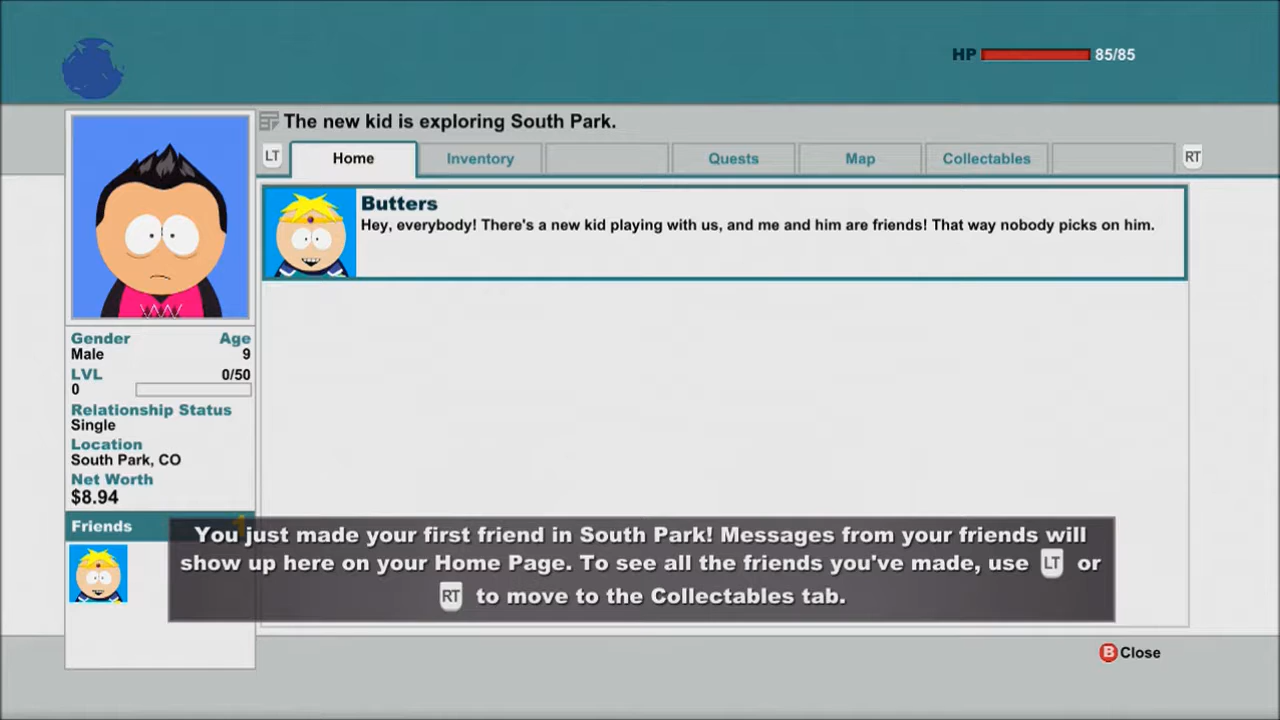 HP 85/85
The new kid is exploring South Park.
LT Home Inventory Quests Map Collectables RT
Butters
Hey, everybody! There's a new kid playing with us, and me and him are friends! That way nobody picks on him.
Gender Age
Male 9
LVL 0/50
0
Relationship Status
Single
Location
South Park, CO
Net Worth
$8.94
Friends 1
You just made your first friend in South Park! Messages from your friends will
show up here on your Home Page. To see all the friends you've made, use LT or
RT to move to the Collectables tab.
B Close